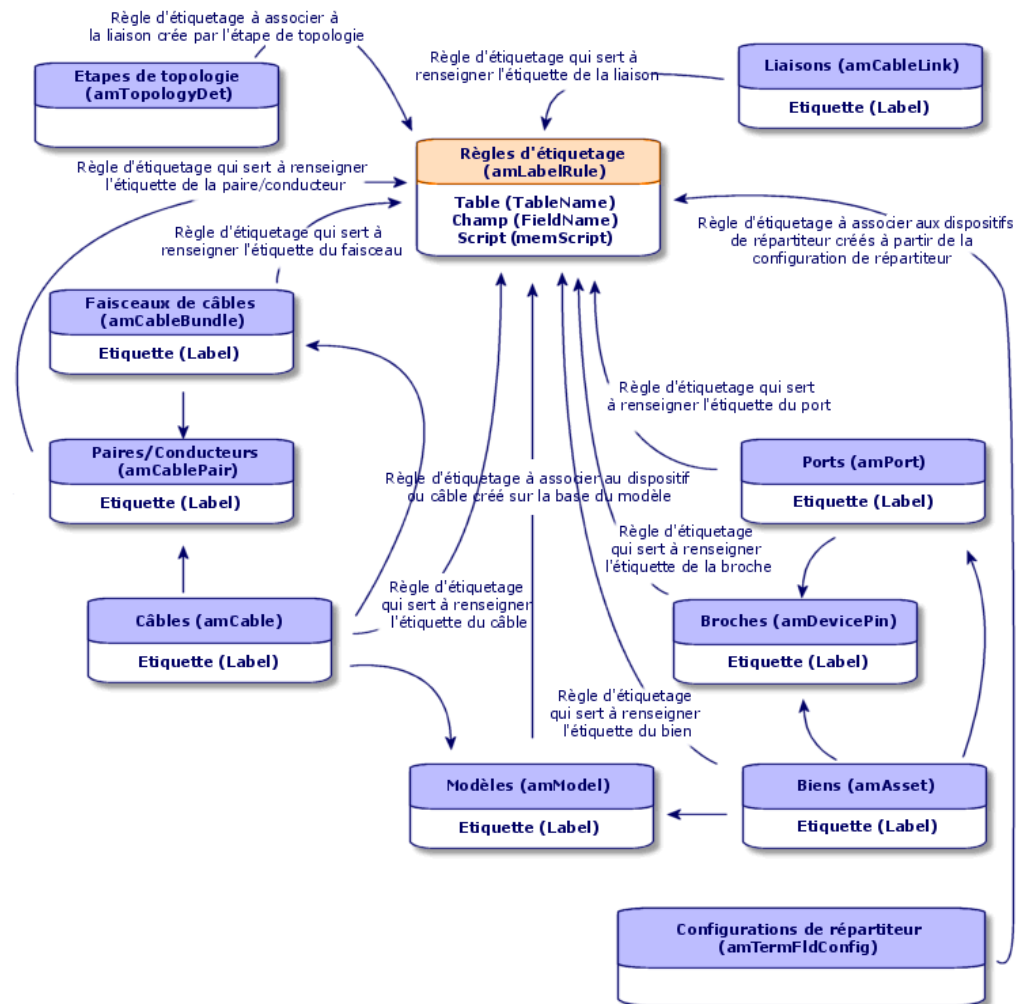 Règle d'étiquetage à associer à
la liaison crée par l'étape de topologie
Etapes de topologie
(amTopologyDet)
Règle d'étiquetage qui sert à
renseigner l'étiquette de la liaison
Liaisons (amCableLink)
Etiquette (Label)
Règles d'étiquetage
(amLabelRule)
Table (TableName)
Champ (FieldName)
Script (memScript)
Règle d'étiquetage qui sert à renseigner
l'étiquette de la paire/conducteur
Règle d'étiquetage qui sert à
renseigner l'étiquette du faisceau
Règle d'étiquetage à associer aux dispositifs
de répartiteur créés à partir de la
configuration de répartiteur
Faisceaux de câbles
(amCableBundle)
Etiquette (Label)
Règle d'étiquetage qui sert
à renseigner l'étiquette du port
Paires/Conducteurs
(amCablePair)
Etiquette (Label)
Ports (amPort)
Etiquette (Label)
Règle d'étiquetage à associer au dispositif
ou câble créé sur la base du modèle
Règle d'étiquetage
qui sert à renseigner
l'étiquette de la broche
Règle d'étiquetage
qui sert à renseigner
l'étiquette du câble
Câbles (amCable)
Etiquette (Label)
Broches (amDevicePin)
Etiquette (Label)
Règle d'étiquetage
qui sert à renseigner
l'étiquette du bien
Modèles (amModel)
Etiquette (Label)
Biens (amAsset)
Etiquette (Label)
Configurations de répartiteur
(amTermFldConfig)